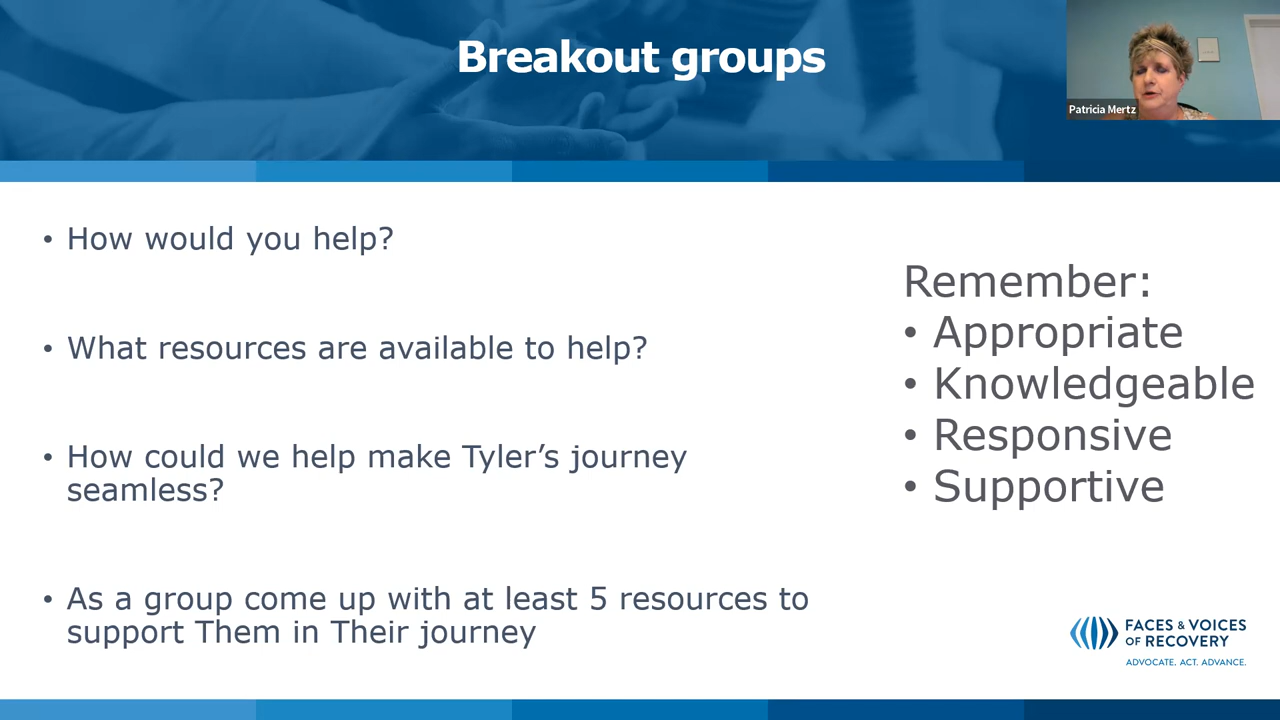 Breakout groups
Patricia Mertz
• How would you help?
• What resources are available to help?
• How could we help make Tyler’s journey
seamless?
• As a group come up with at least 5 resources to
support Them in Their journey
Remember:
• Appropriate
• Knowledgeable
• Responsive
• Supportive
FACES & VOICES
OF RECOVERY
ADVOCATE. ACT. ADVANCE.